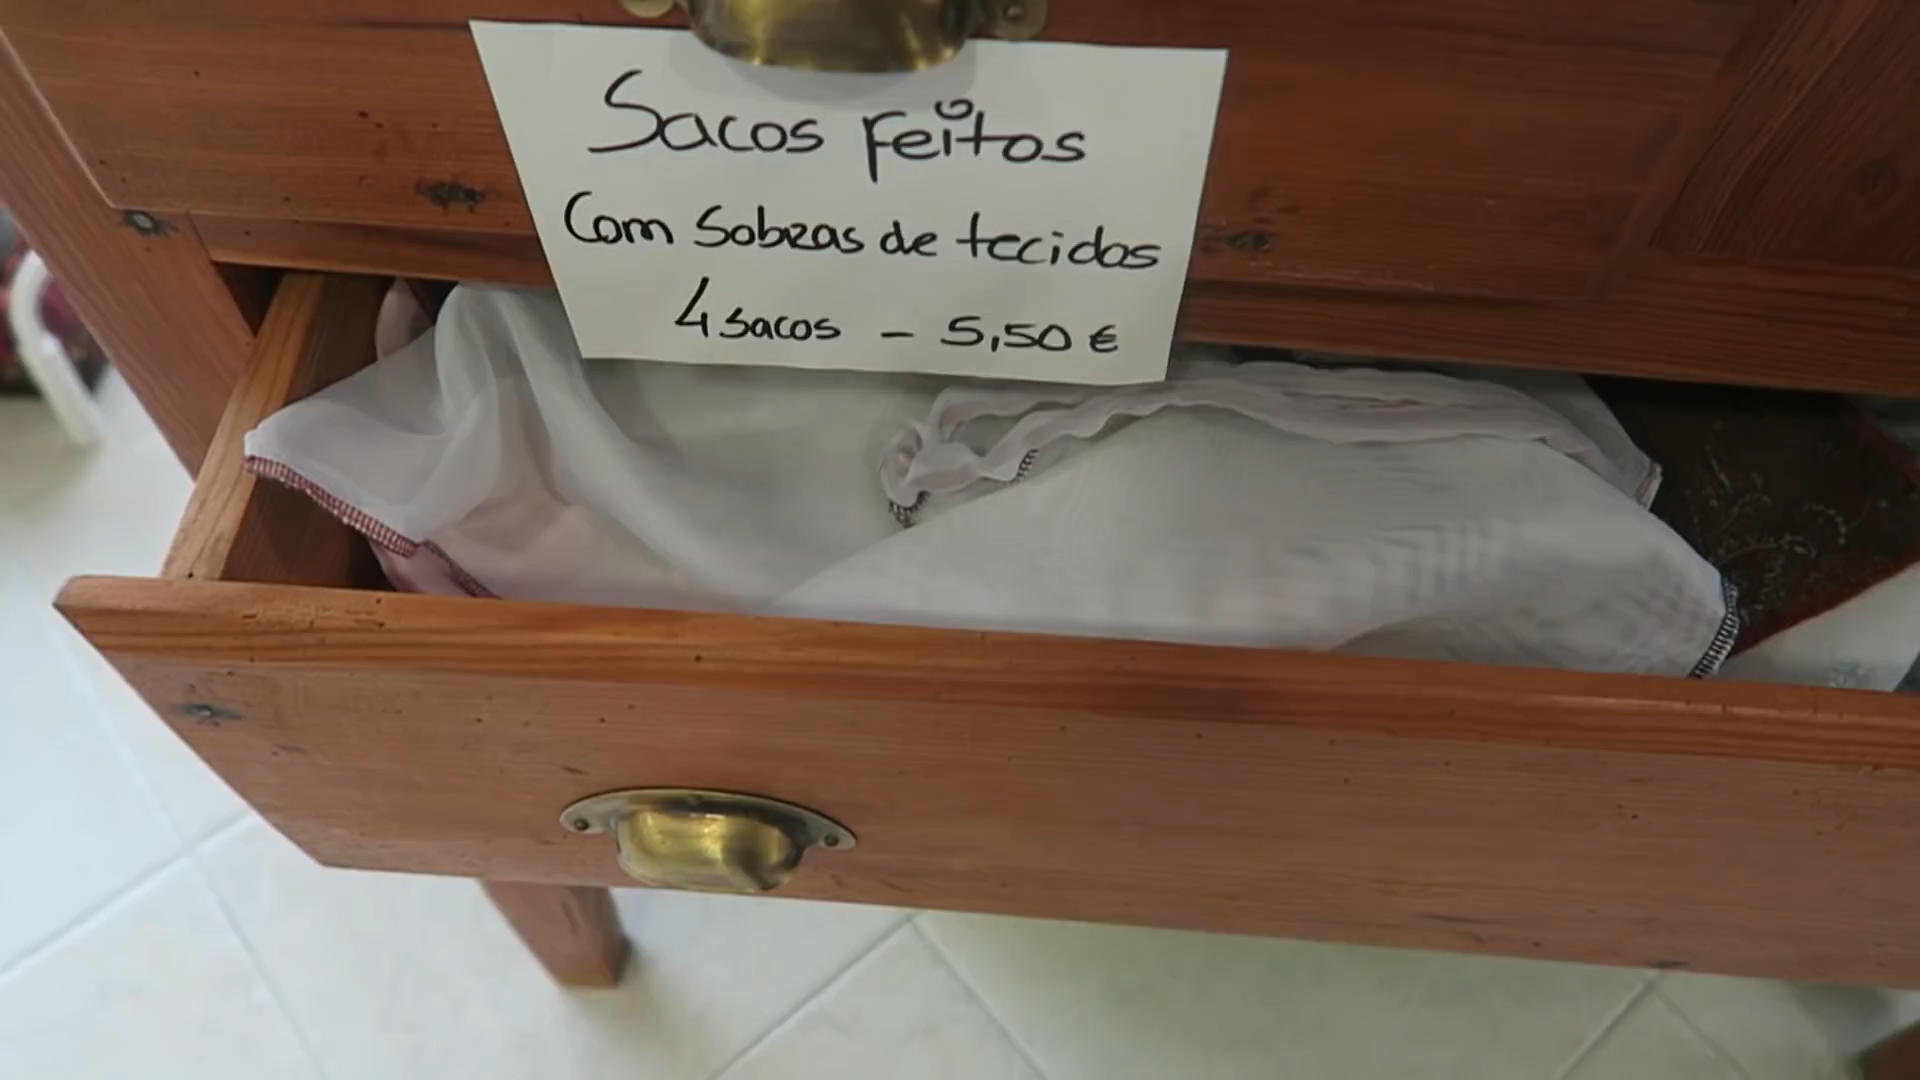 Sacos Feitos
Com Sobras de tecidos
4 sacos - 5,50 €